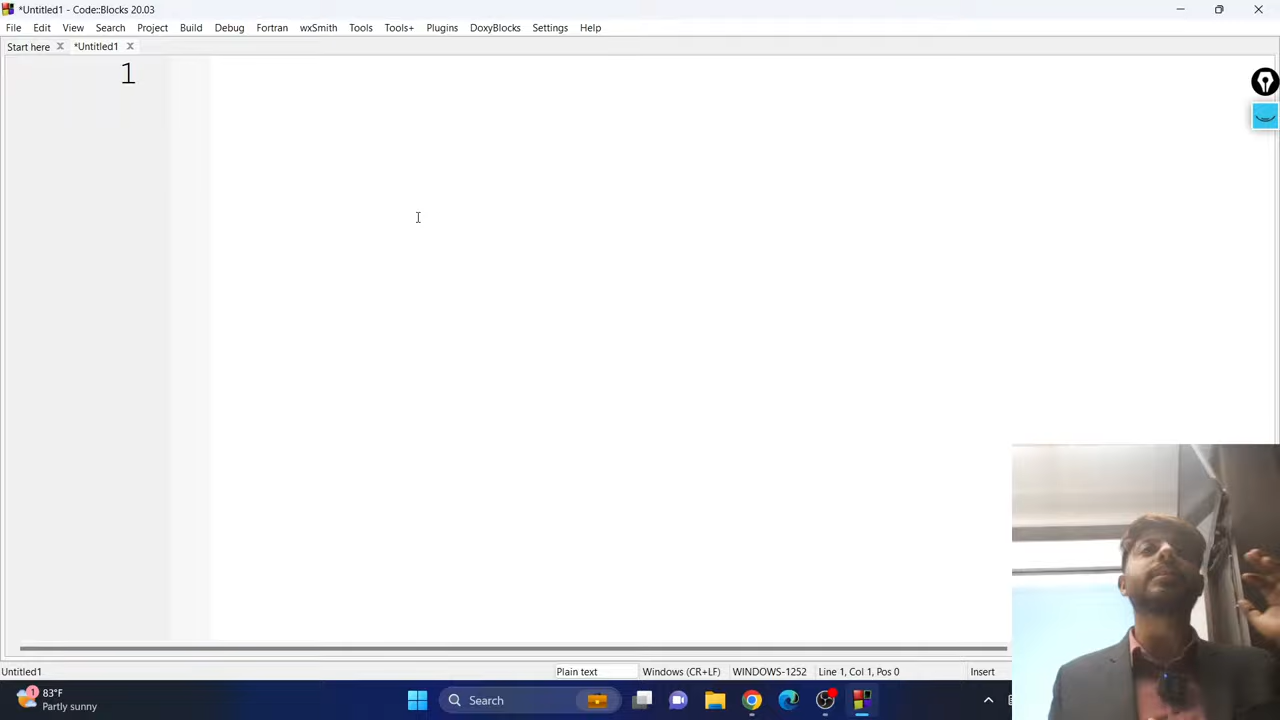 *Untitled1 - Code::Blocks 20.03
File Edit View Search Project Build Debug Fortran wxSmith Tools Tools+ Plugins DoxyBlocks Settings Help
Start here *Untitled1
1
Untitled1 Plain text Windows (CR+LF) WINDOWS-1252 Line 1, Col 1, Pos 0 Insert
1 83°F
Partly sunny
Search